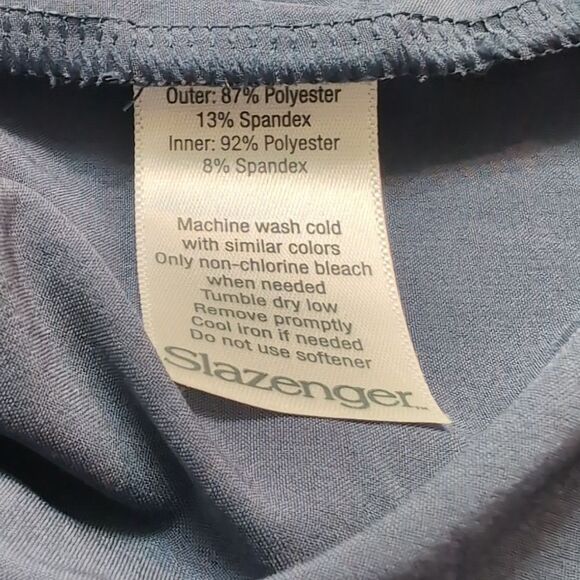 Outer: 87% Polyester
13% Spandex
Inner: 92% Polyester
8% Spandex
Machine wash cold
with similar colors
Only non-chlorine bleach
when needed
Tumble dry low
Remove promptly
Cool iron if needed
Do not use softener
Slazenger™